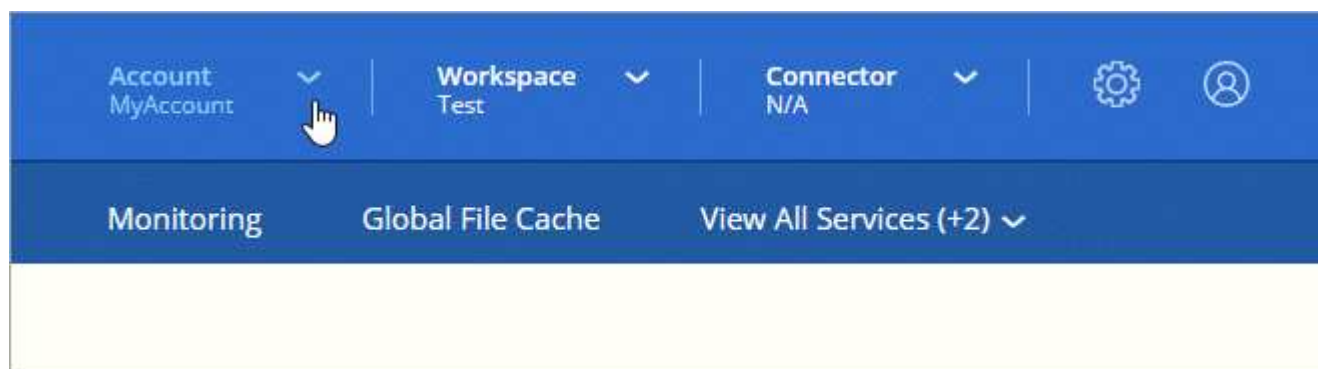 Account
MyAccount
Workspace
Test
Connector
N/A
Monitoring
Global File Cache
View All Services (+2)